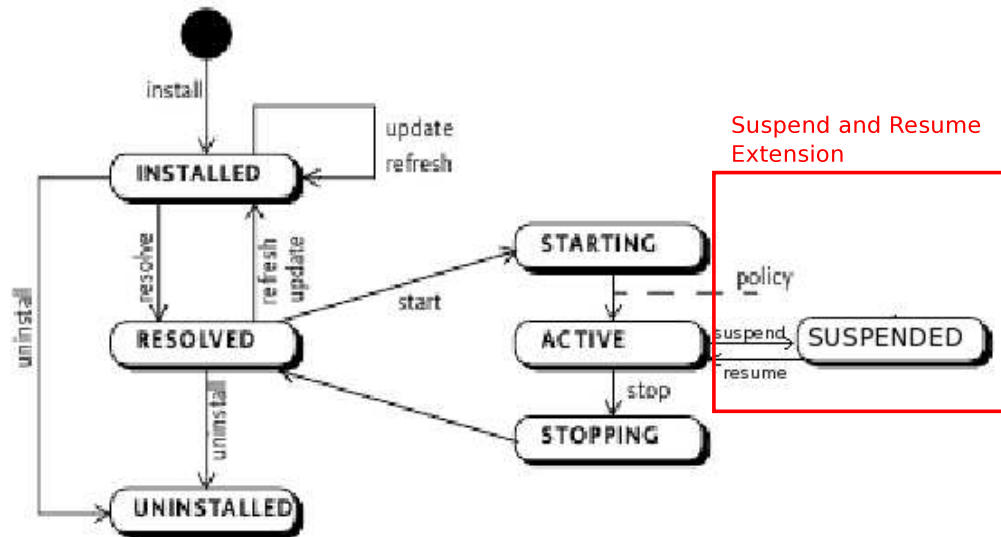 install
update
refresh
Suspend and Resume
Extension
INSTALLED
resolve
refresh
update
uninstall
STARTING
start
policy
RESOLVED
ACTIVE
suspend
SUSPENDED
resume
stop
uninstall
STOPPING
UNINSTALLED